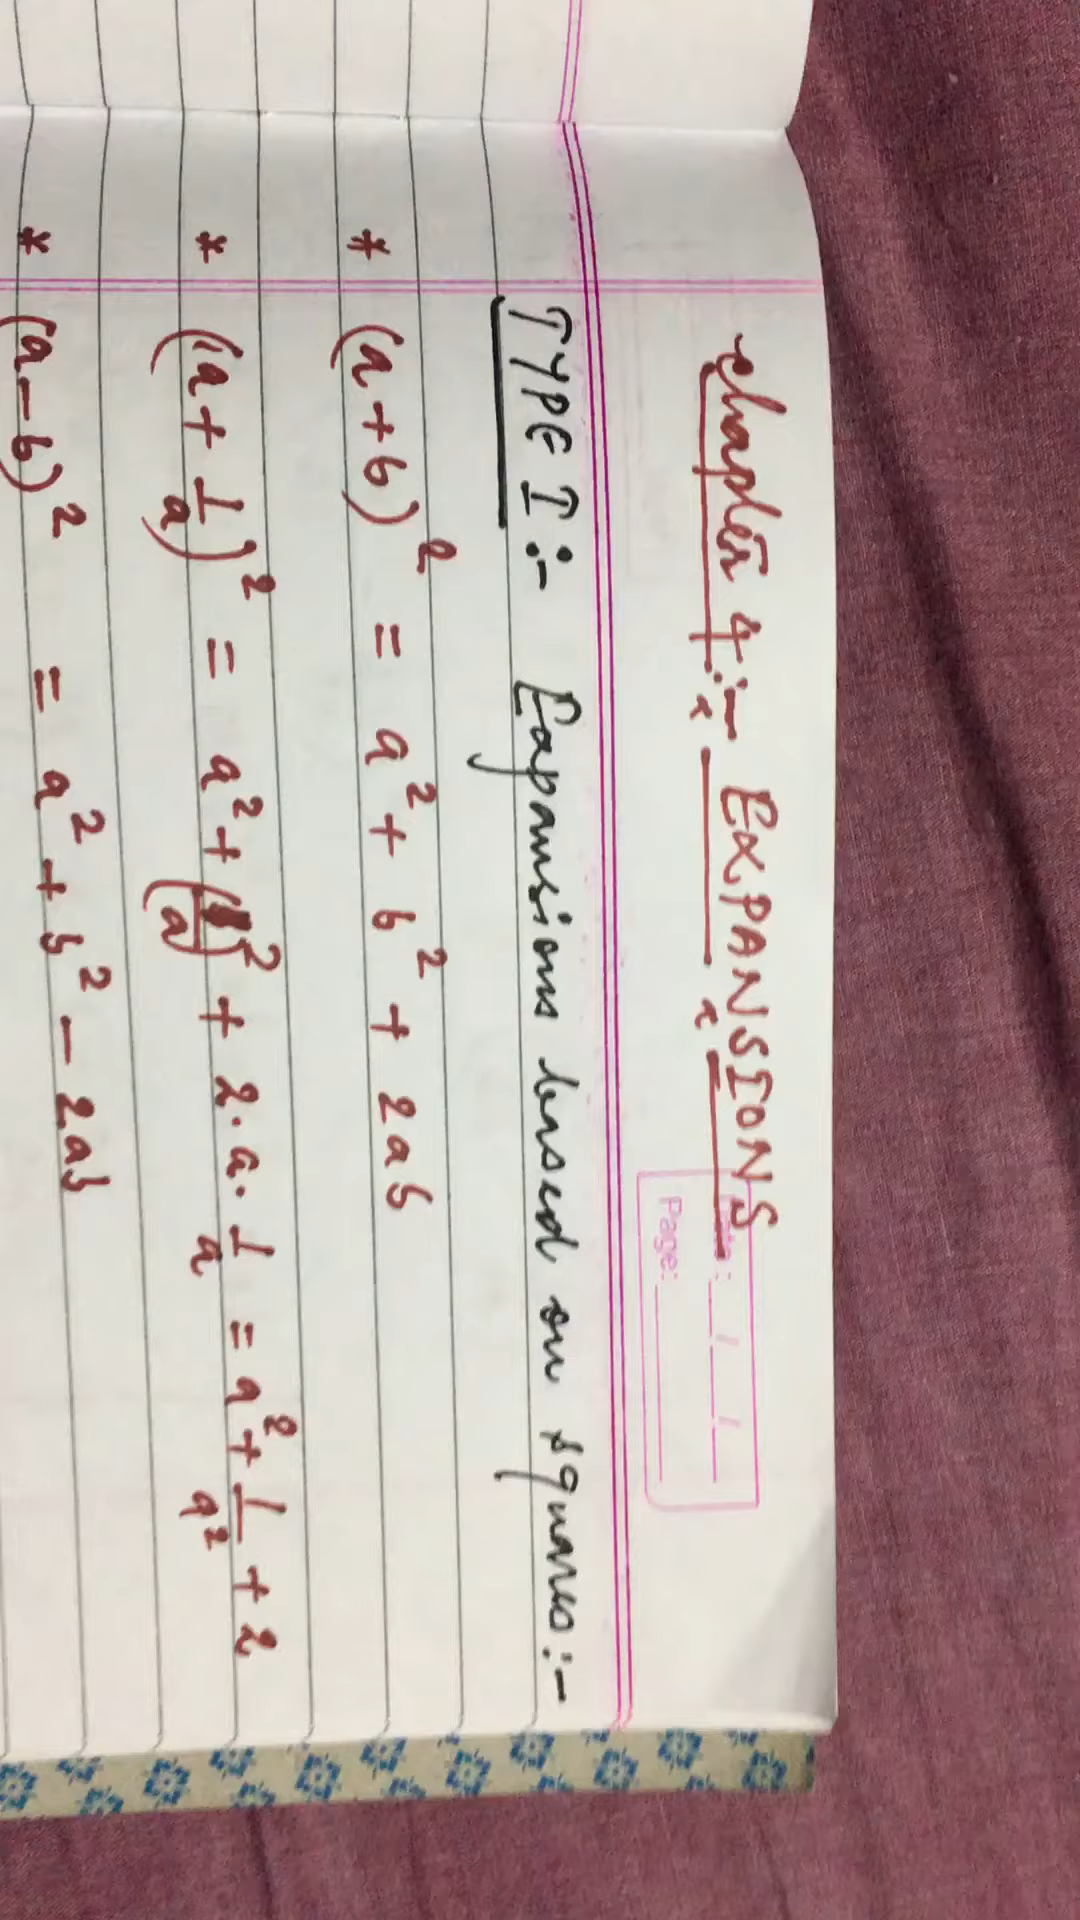 Chapter 4:- EXPANSIONS
Date: / /
Page:
TYPE I:- Expansions based on squares:-
* (a+b)² = a² + b² + 2ab
* (a + 1/a)² = a² + (1/a)² + 2·a·1/a = a² + 1/a² + 2
* (a-b)² = a² + b² - 2ab